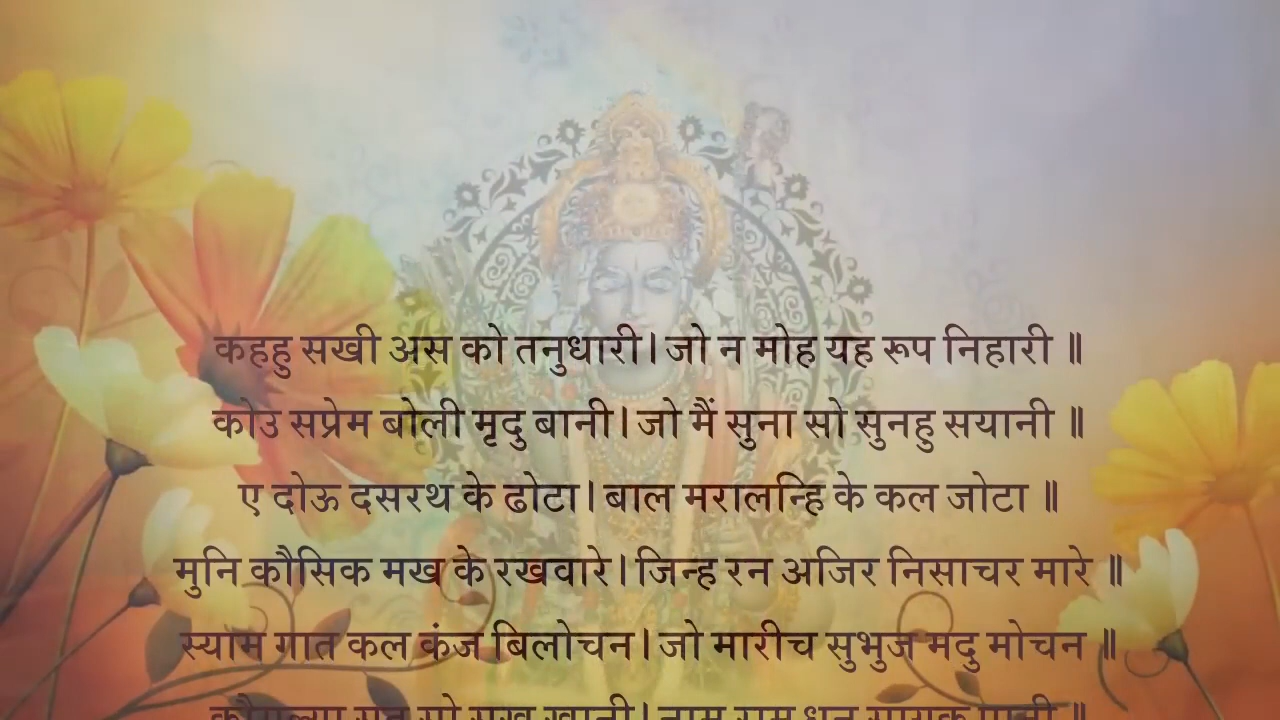 कहहु सखी अस को तनुधारी। जो न मोह यह रूप निहारी ॥
कोउ सप्रेम बोली मृदु बानी। जो मैं सुना सो सुनहु सयानी ॥
ए दोऊ दसरथ के ढोटा। बाल मरालन्हि के कल जोटा ॥
मुनि कौसिक मख के रखवारे। जिन्ह रन अजिर निसाचर मारे ॥
स्याम गात कल कंज बिलोचन। जो मारीच सुभुज मदु मोचन ॥